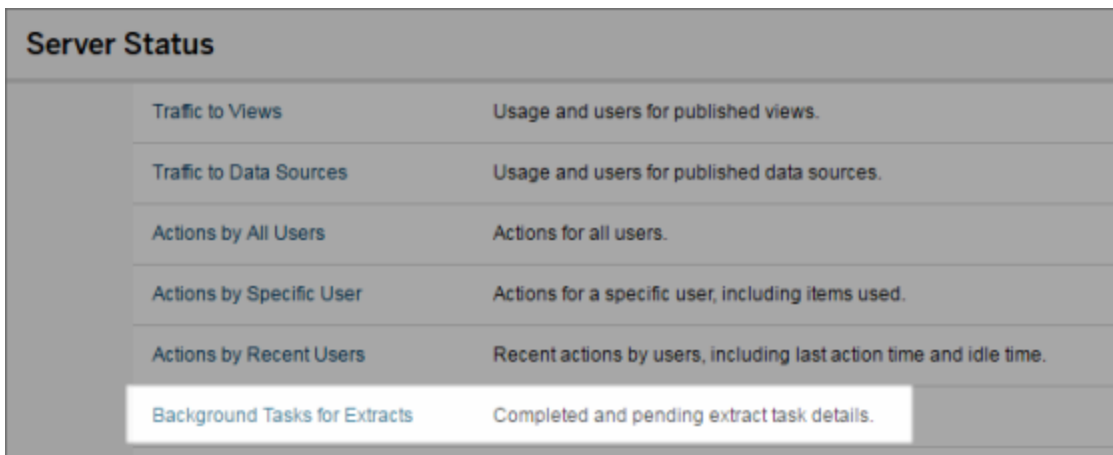 Server Status
Traffic to Views Usage and users for published views.
Traffic to Data Sources Usage and users for published data sources.
Actions by All Users Actions for all users.
Actions by Specific User Actions for a specific user, including items used.
Actions by Recent Users Recent actions by users, including last action time and idle time.
Background Tasks for Extracts Completed and pending extract task details.